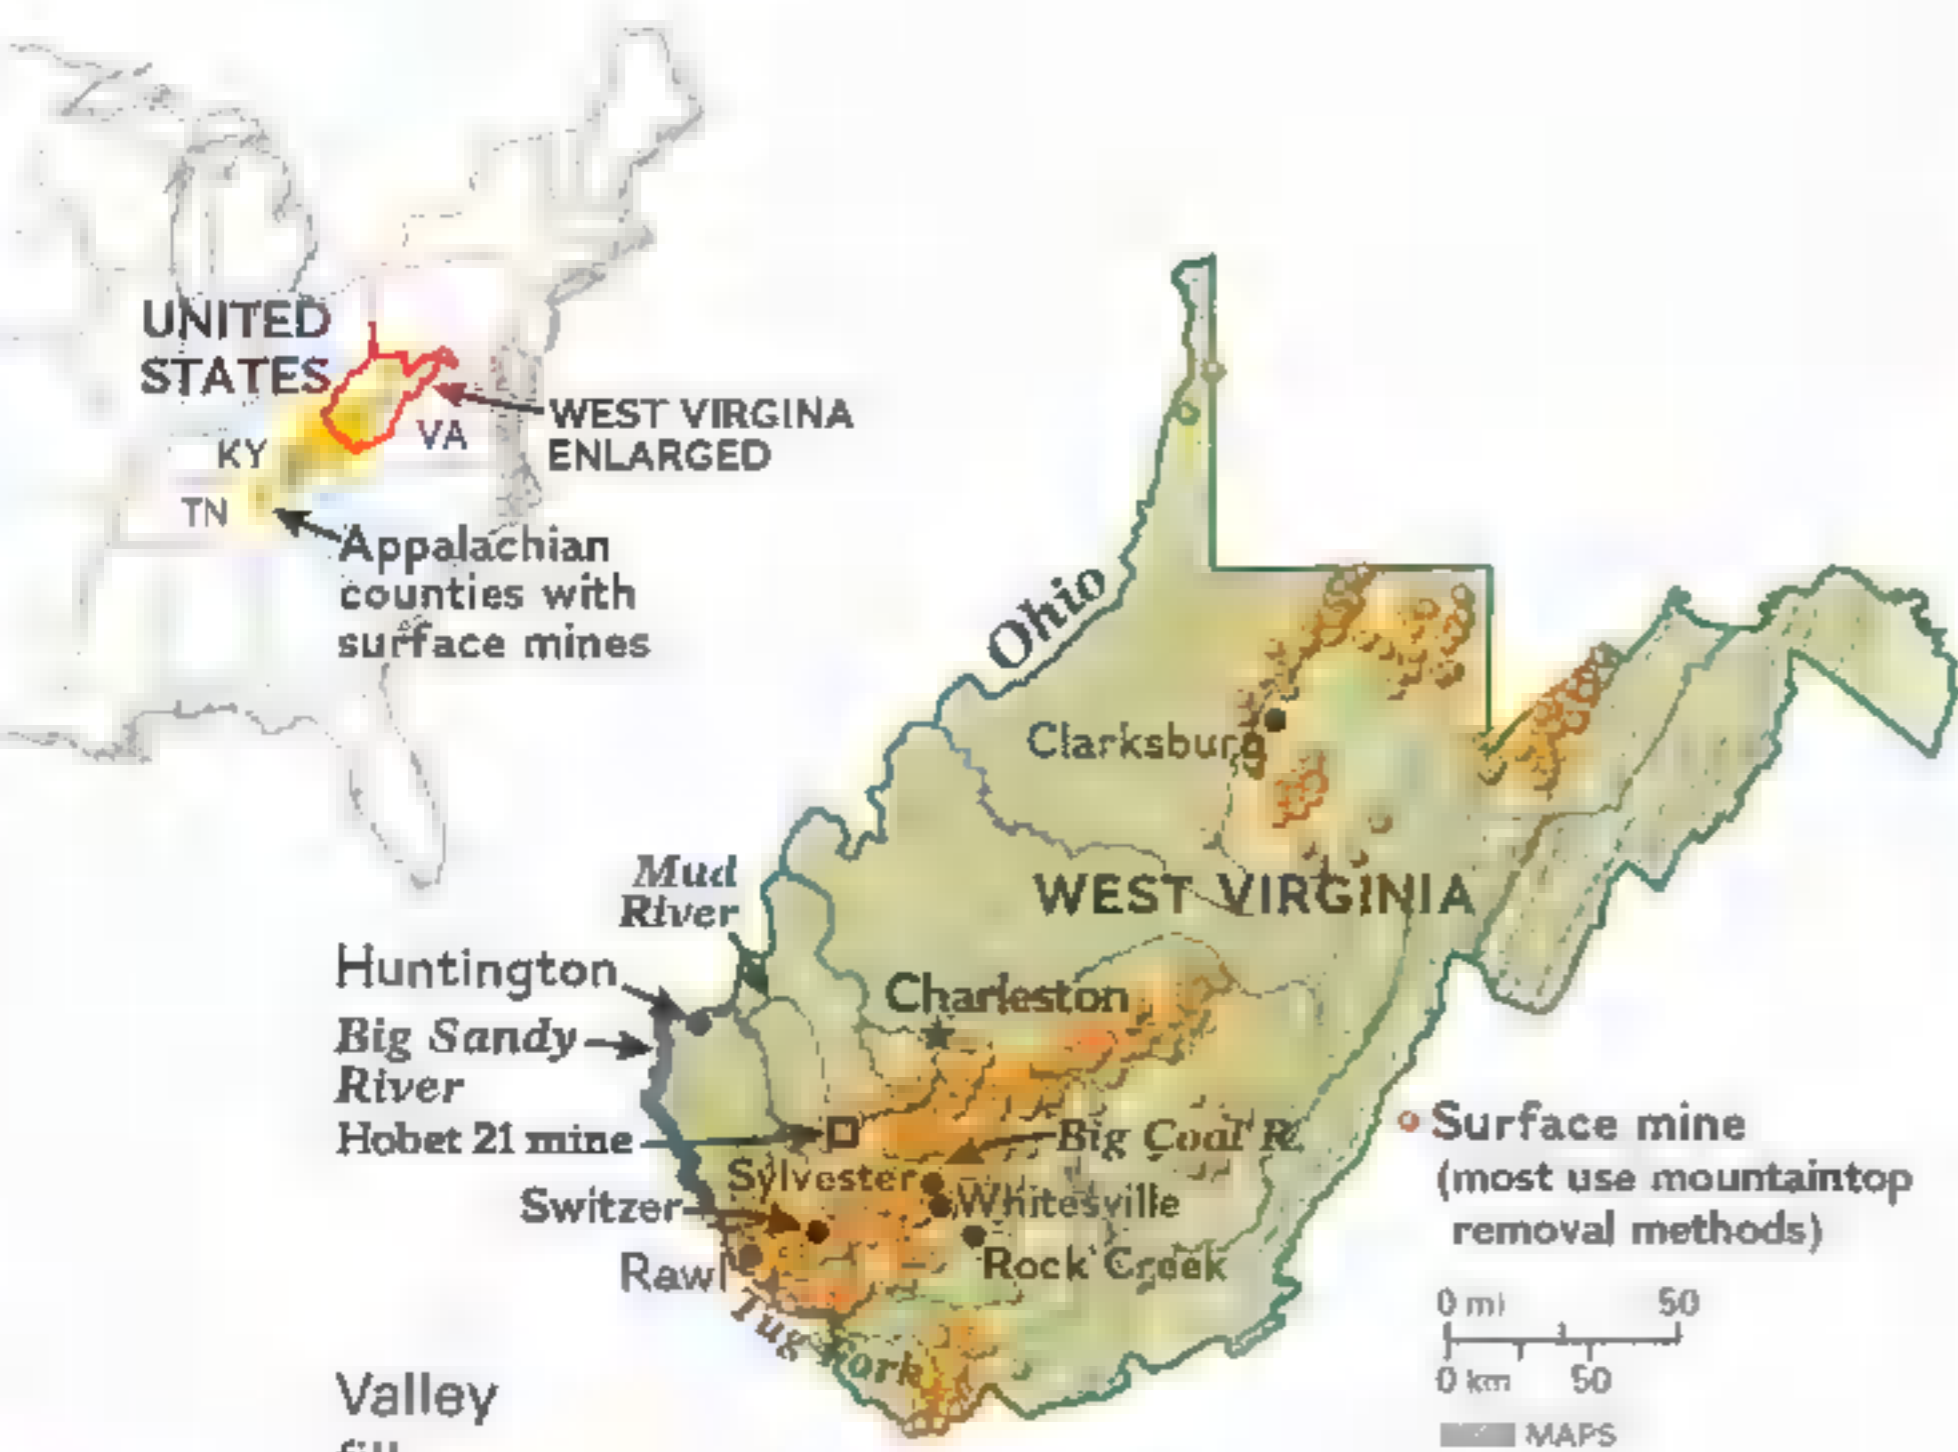 UNITED
STATES
WEST VIRGINA
ENLARGED
KY
VA
TN
Appalachian
counties with
surface mines
Ohio
Clarksburg
WEST VIRGINIA
Mud
River
Huntington
Charleston
Big Sandy
River
Hobet 21 mine
Big Coal R.
Sylvester
Whitesville
Switzer
Rock Creek
Rawl
Tug Fork
Surface mine
(most use mountaintop
removal methods)
0 mi 50
0 km 50
MAPS
Valley